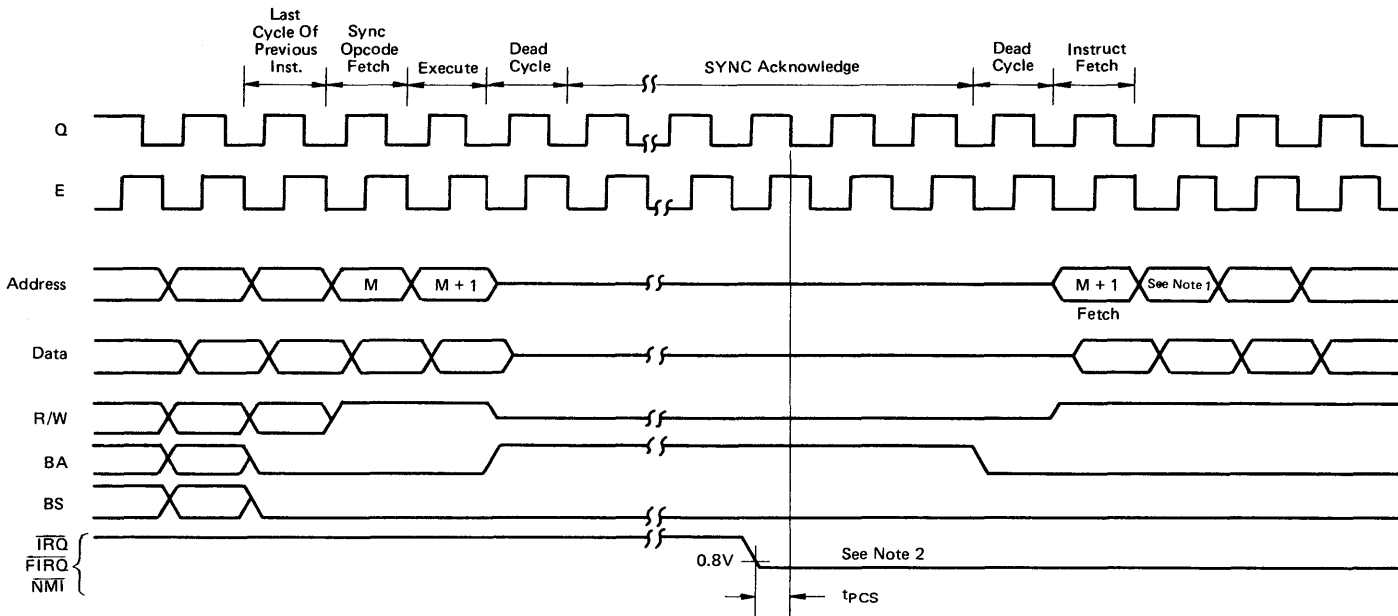 Last
Cycle Of
Previous
Inst.
Sync
Opcode
Fetch
Execute
Dead
Cycle
SYNC Acknowledge
Dead
Cycle
Instruct
Fetch
Q
E
Address
M
M + 1
M + 1
See Note 1
Fetch
Data
R/W
BA
BS
IRQ
FIRQ
NMI
0.8V
See Note 2
tPCS